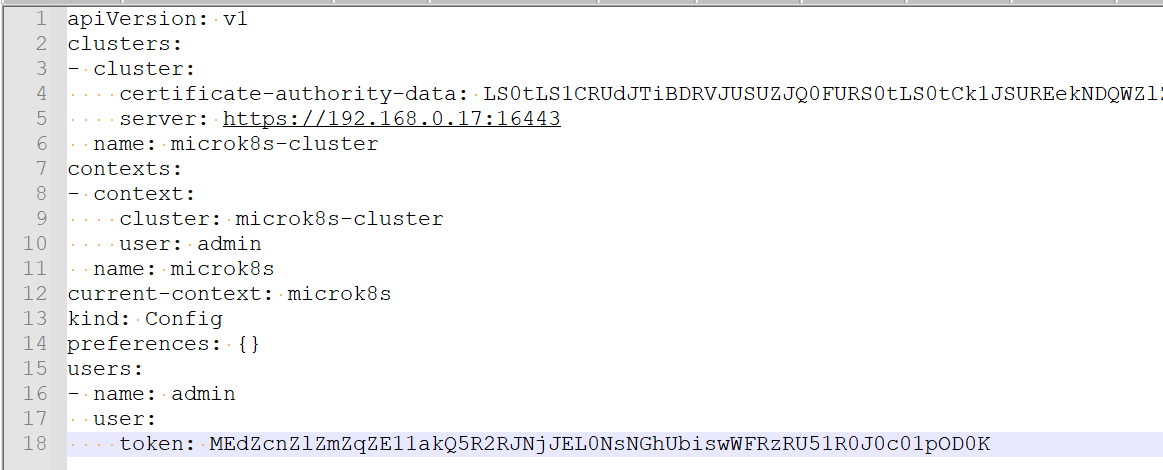 1 apiVersion: v1
2 clusters:
3 - cluster:
4 certificate-authority-data: LS0tLS1CRUdJTiBDRVJUSUZJQ0FURS0tLS0tCk1JSUREekNDQWZl
5 server: https://192.168.0.17:16443
6 name: microk8s-cluster
7 contexts:
8 - context:
9 cluster: microk8s-cluster
10 user: admin
11 name: microk8s
12 current-context: microk8s
13 kind: Config
14 preferences: {}
15 users:
16 - name: admin
17 user:
18 token: MEdZcnZlZmZqZE11akQ5R2RJNjJEL0NsNGhUbiswWFRzRU51R0J0c01pOD0K